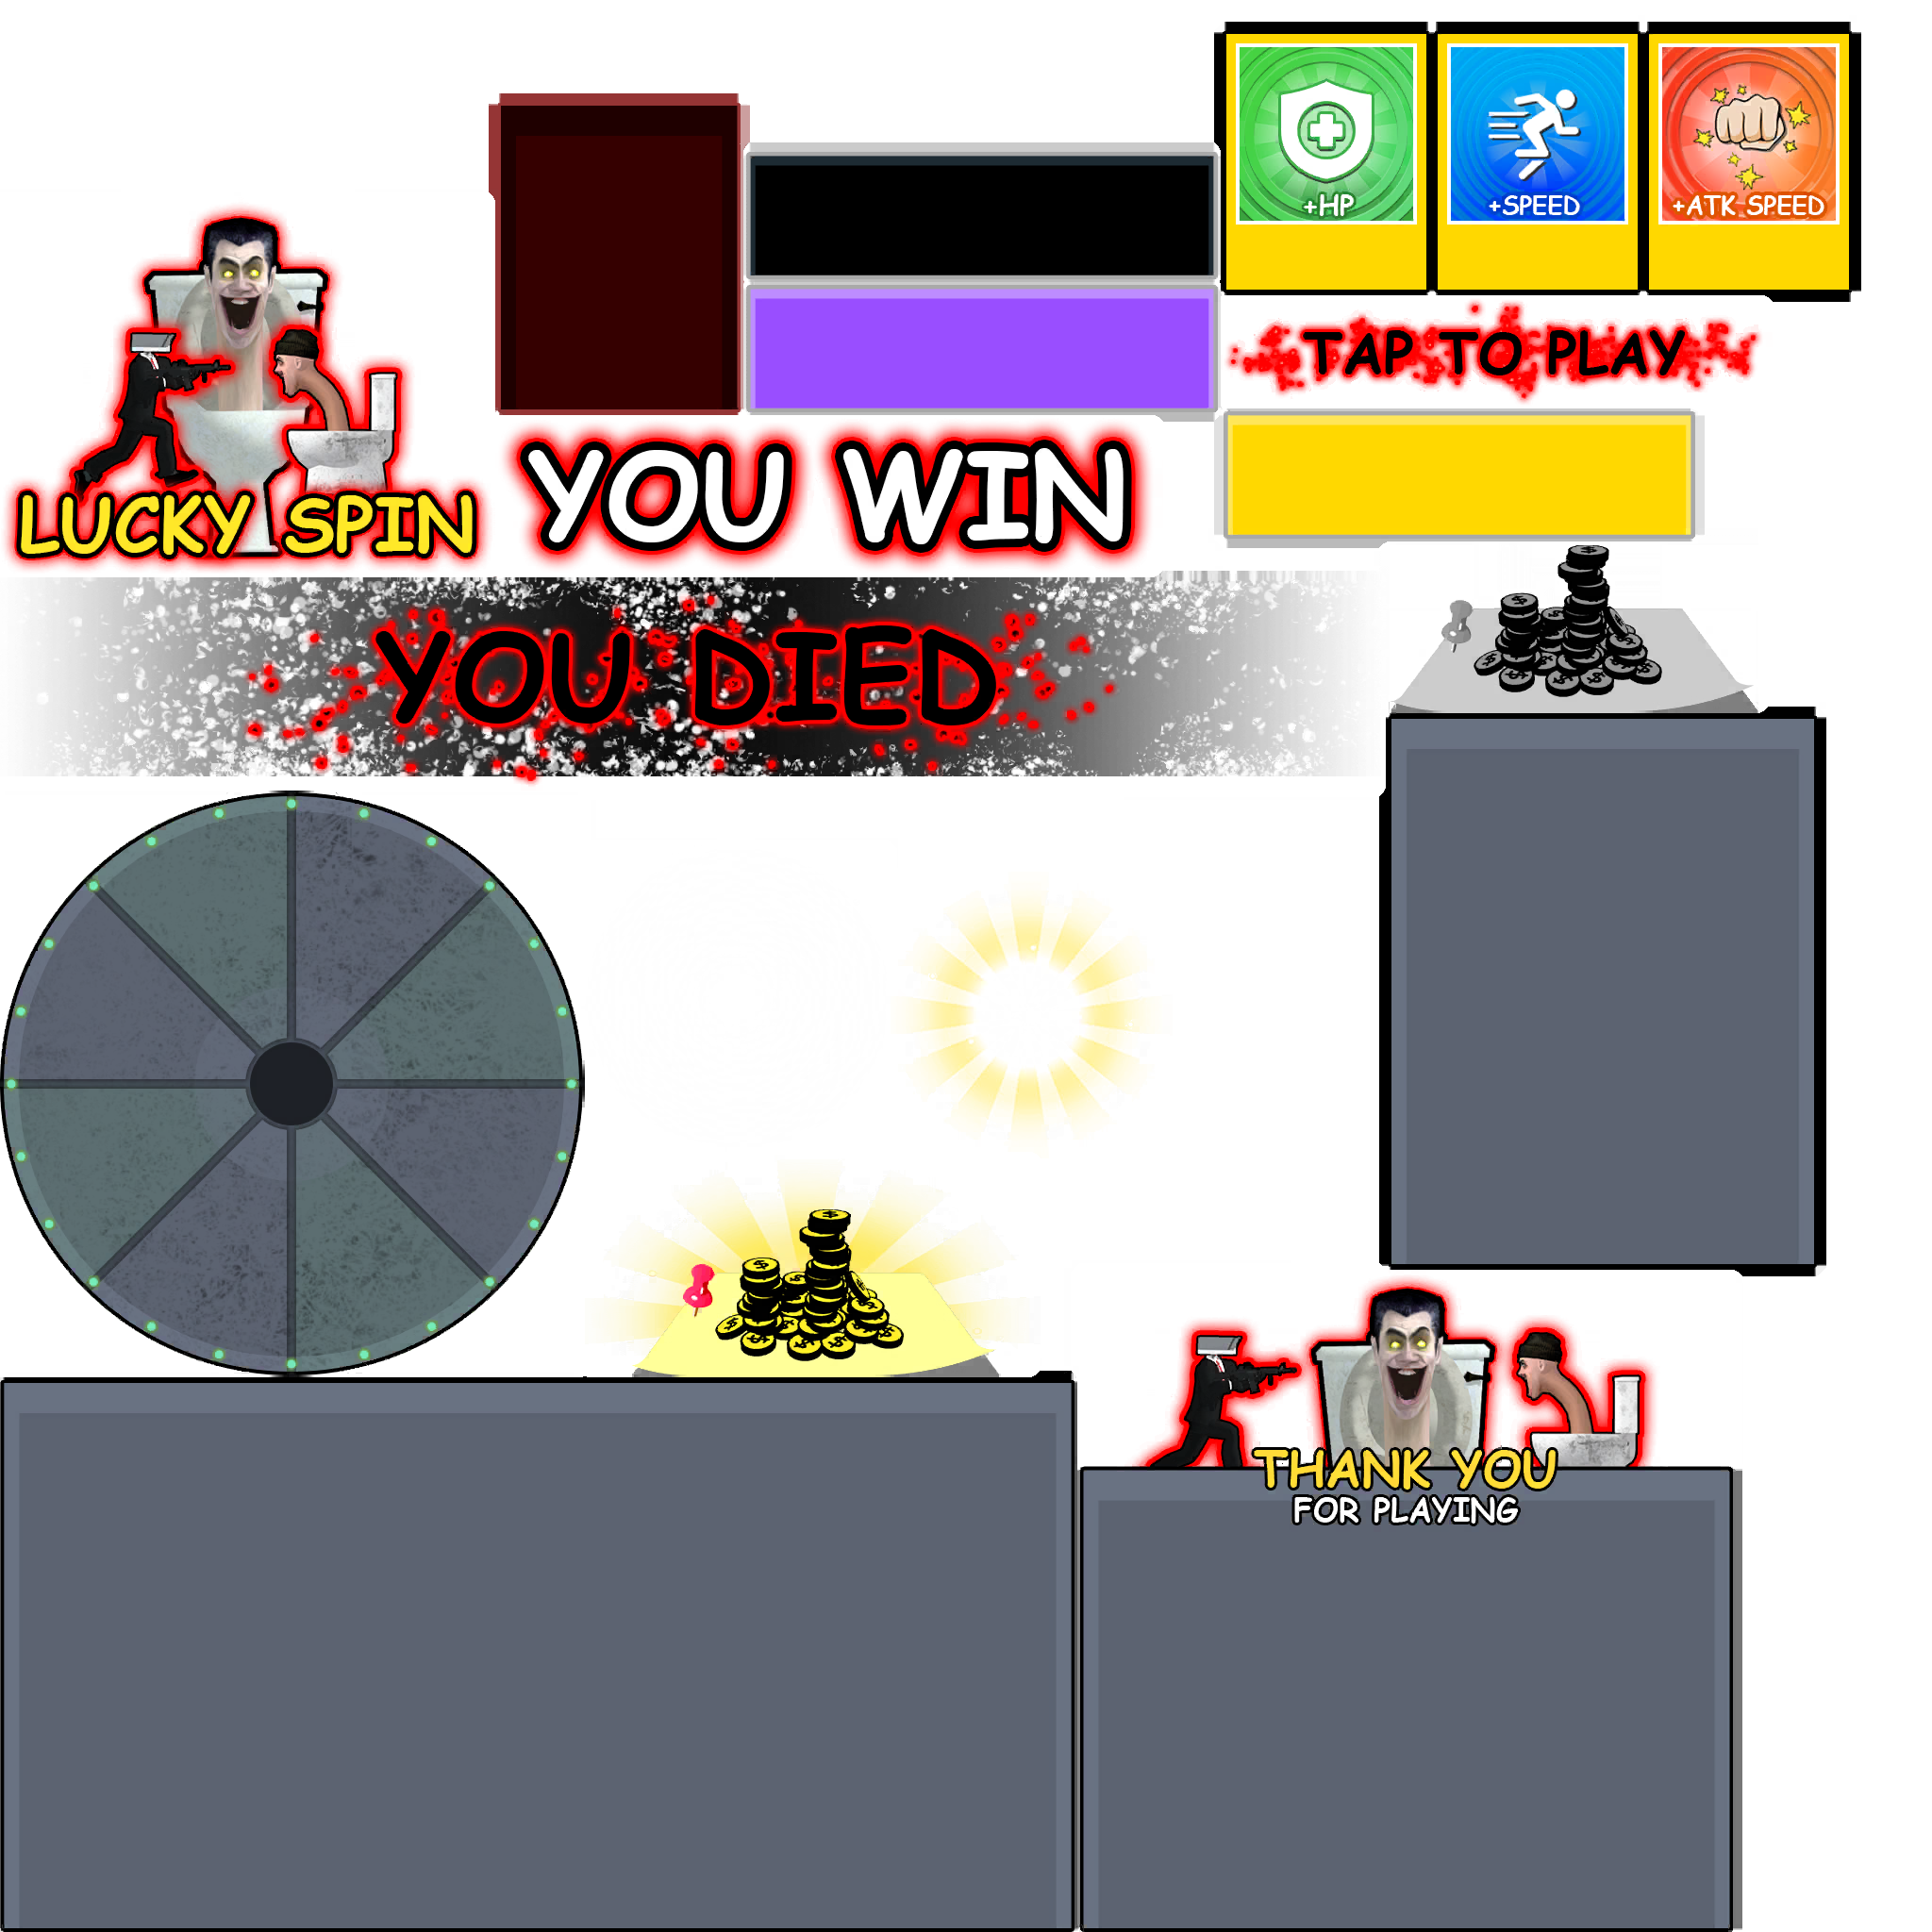 +HP
+SPEED
+ATK SPEED
TAP TO PLAY
LUCKY SPIN
YOU WIN
YOU DIED
THANK YOU
FOR PLAYING